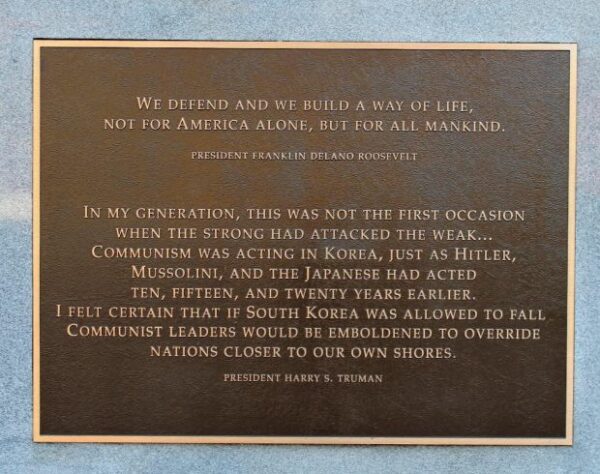 We defend and we build a way of life,
not for America alone, but for all mankind.
President Franklin Delano Roosevelt
In my generation, this was not the first occasion
when the strong had attacked the weak...
Communism was acting in Korea, just as Hitler,
Mussolini, and the Japanese had acted
ten, fifteen, and twenty years earlier.
I felt certain that if South Korea was allowed to fall
Communist leaders would be emboldened to override
nations closer to our own shores.
President Harry S. Truman